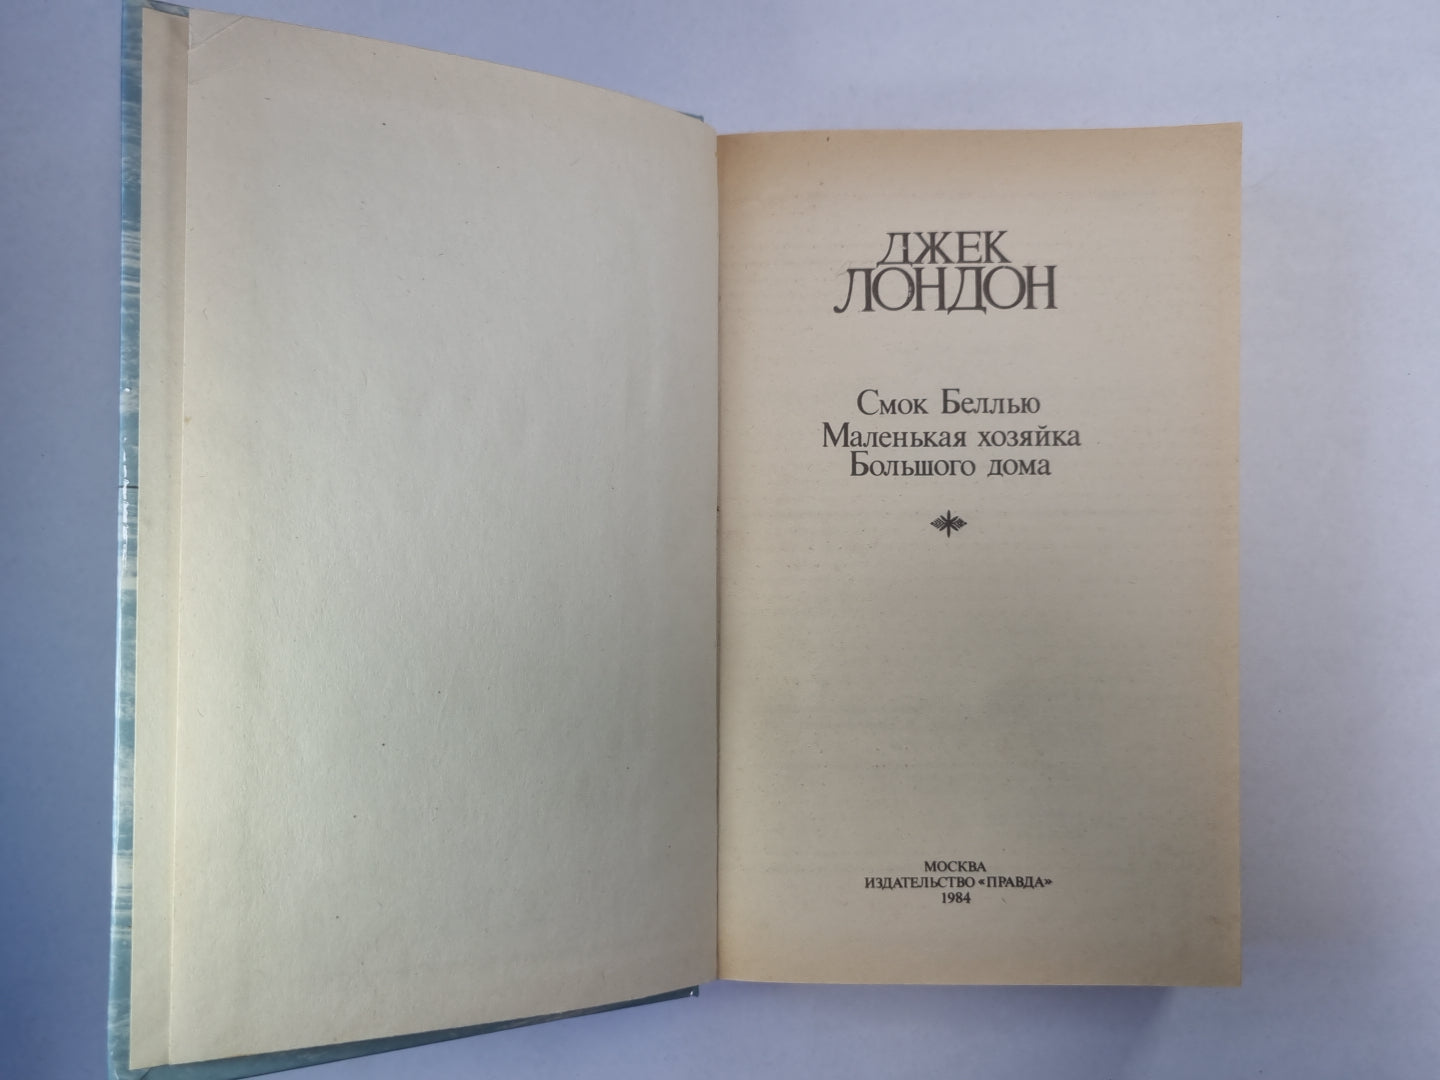 ДЖЕК
ЛОНДОН
Смок Беллью
Маленькая хозяйка
Большого дома
МОСКВА
ИЗДАТЕЛЬСТВО «ПРАВДА»
1984